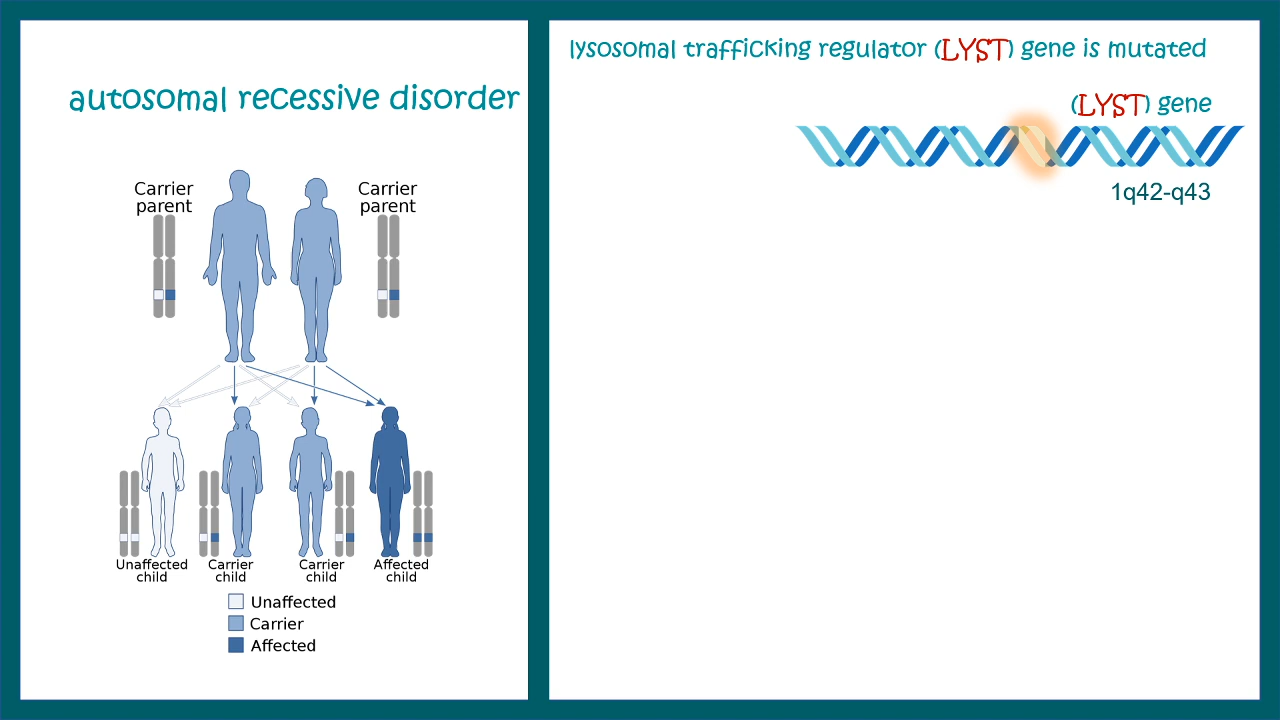 autosomal recessive disorder
Carrier
parent
Carrier
parent
Unaffected
child
Carrier
child
Carrier
child
Affected
child
Unaffected
Carrier
Affected
lysosomal trafficking regulator (LYST) gene is mutated
(LYST) gene
1q42-q43